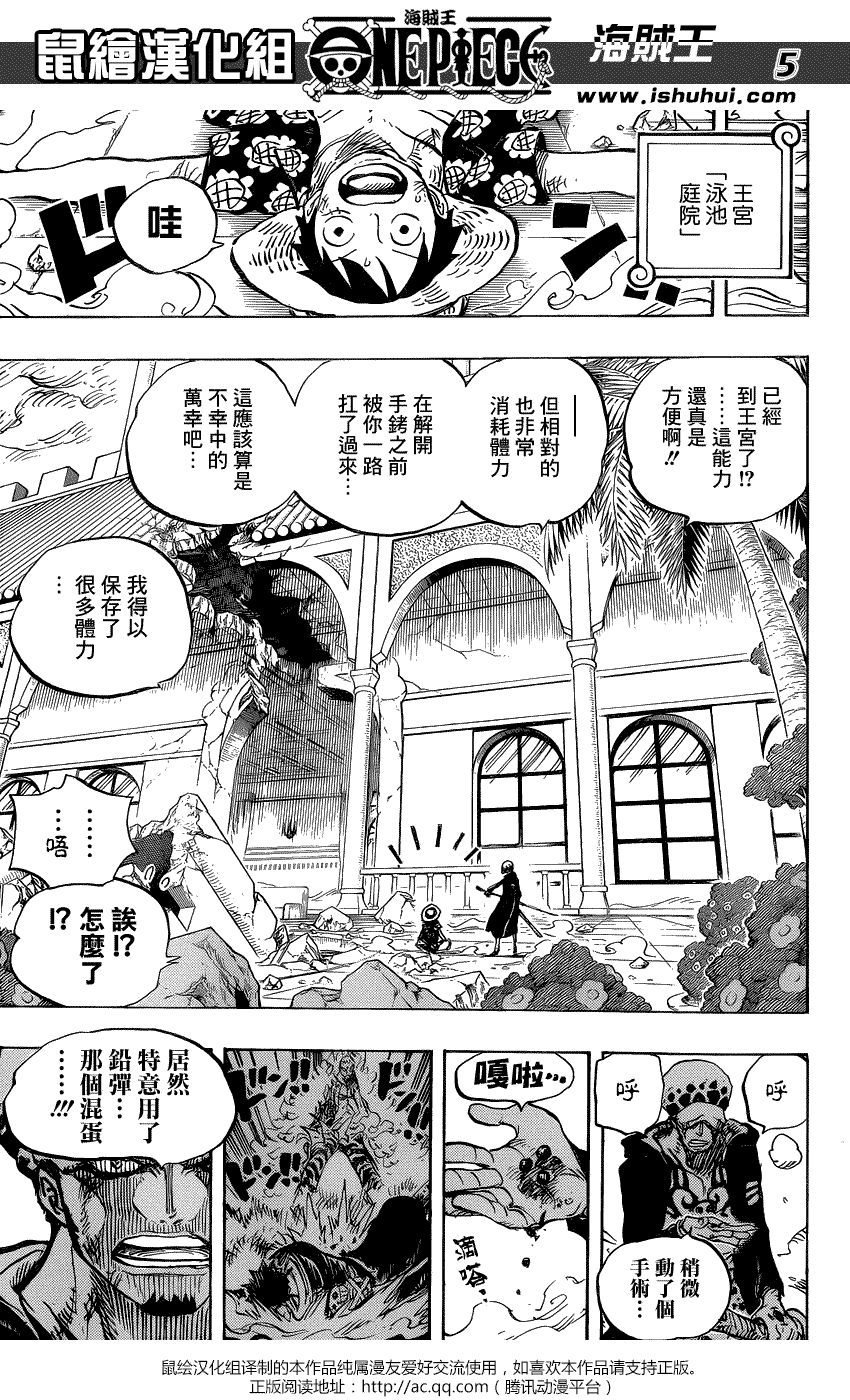 鼠繪漢化組
海賊王
ONE PIECE
海賊王
5
www.ishuhui.com
王宮
「泳池
庭院」
哇
ドン
已經
到王宮了!?
……這能力
還真是
方便啊!!
但相對的
也非常
消耗體力
在解開
手銬之前
被你一路
扛了過來…
這應該算是
不幸中的
萬幸吧…
我得以
保存了
很多體力
…
……
…唔
誒!?
怎麼了
!?
呼
呼
稍微
動了個
手術…
嘎啦…
滴嗒
ドン
ドン
居然
特意用了
鉛彈…
那個混蛋
……!!!
鼠绘汉化组译制的本作品纯属漫友爱好交流使用，如喜欢本作品请支持正版。
正版阅读地址：http://ac.qq.com（腾讯动漫平台）